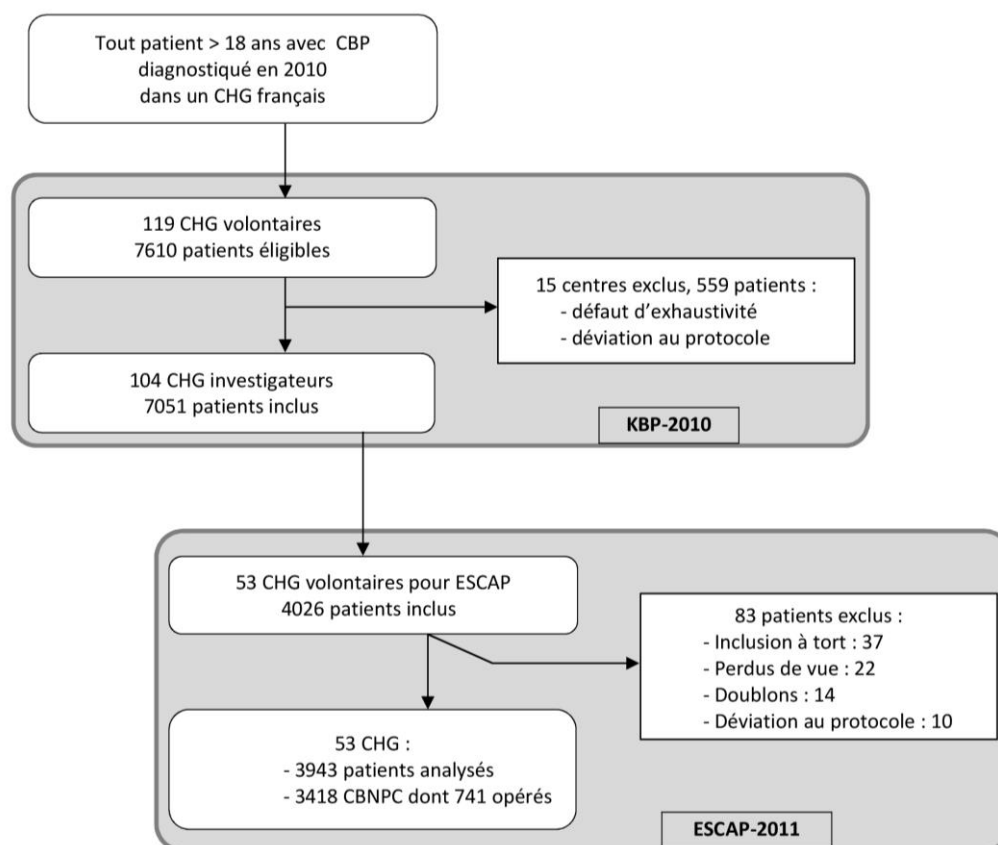 Tout patient > 18 ans avec CBP
diagnostiqué en 2010
dans un CHG français
119 CHG volontaires
7610 patients éligibles
15 centres exclus, 559 patients :
- défaut d’exhaustivité
- déviation au protocole
104 CHG investigateurs
7051 patients inclus
KBP-2010
53 CHG volontaires pour ESCAP
4026 patients inclus
83 patients exclus :
- Inclusion à tort : 37
- Perdus de vue : 22
- Doublons : 14
- Déviation au protocole : 10
53 CHG :
- 3943 patients analysés
- 3418 CBNPC dont 741 opérés
ESCAP-2011